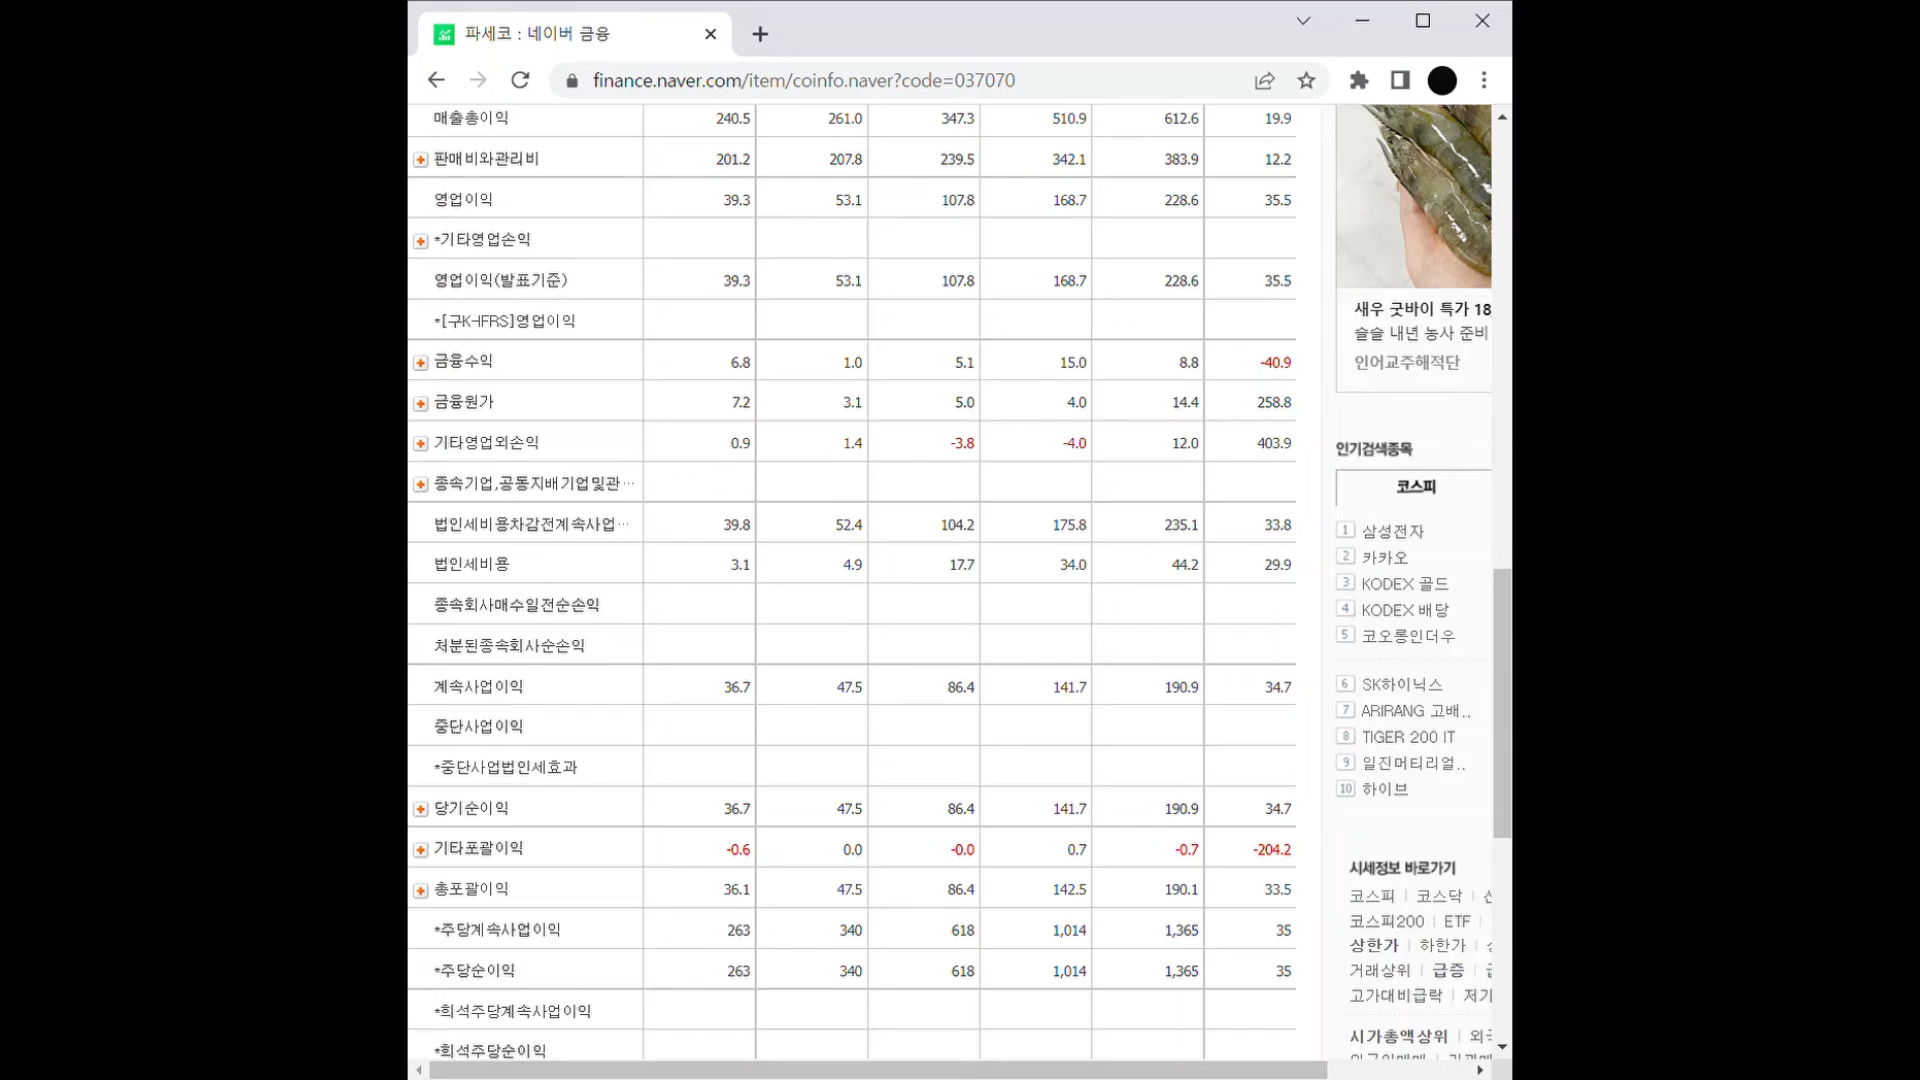 파세코 : 네이버 금융
finance.naver.com/item/coinfo.naver?code=037070
매출총이익 240.5 261.0 347.3 510.9 612.6 19.9
판매비와관리비 201.2 207.8 239.5 342.1 383.9 12.2
영업이익 39.3 53.1 107.8 168.7 228.6 35.5
*기타영업손익
영업이익(발표기준) 39.3 53.1 107.8 168.7 228.6 35.5
*[구K-IFRS]영업이익
금융수익 6.8 1.0 5.1 15.0 8.8 -40.9
금융원가 7.2 3.1 5.0 4.0 14.4 258.8
기타영업외손익 0.9 1.4 -3.8 -4.0 12.0 403.9
종속기업,공동지배기업및관…
법인세비용차감전계속사업… 39.8 52.4 104.2 175.8 235.1 33.8
법인세비용 3.1 4.9 17.7 34.0 44.2 29.9
종속회사매수일전순손익
처분된종속회사순손익
계속사업이익 36.7 47.5 86.4 141.7 190.9 34.7
중단사업이익
*중단사업법인세효과
당기순이익 36.7 47.5 86.4 141.7 190.9 34.7
기타포괄이익 -0.6 0.0 -0.0 0.7 -0.7 -204.2
총포괄이익 36.1 47.5 86.4 142.5 190.1 33.5
*주당계속사업이익 263 340 618 1,014 1,365 35
*주당순이익 263 340 618 1,014 1,365 35
*희석주당계속사업이익
*희석주당순이익
새우 굿바이 특가 18
슬슬 내년 농사 준비
인어교주해적단
인기검색종목
코스피
1 삼성전자
2 카카오
3 KODEX 골드
4 KODEX 배당
5 코오롱인더우
6 SK하이닉스
7 ARIRANG 고배..
8 TIGER 200 IT
9 일진머티리얼..
10 하이브
시세정보 바로가기
코스피 | 코스닥 |
코스피200 | ETF |
상한가 | 하한가 |
거래상위 | 급증 |
고가대비급락 | 저기
시가총액상위 | 외국